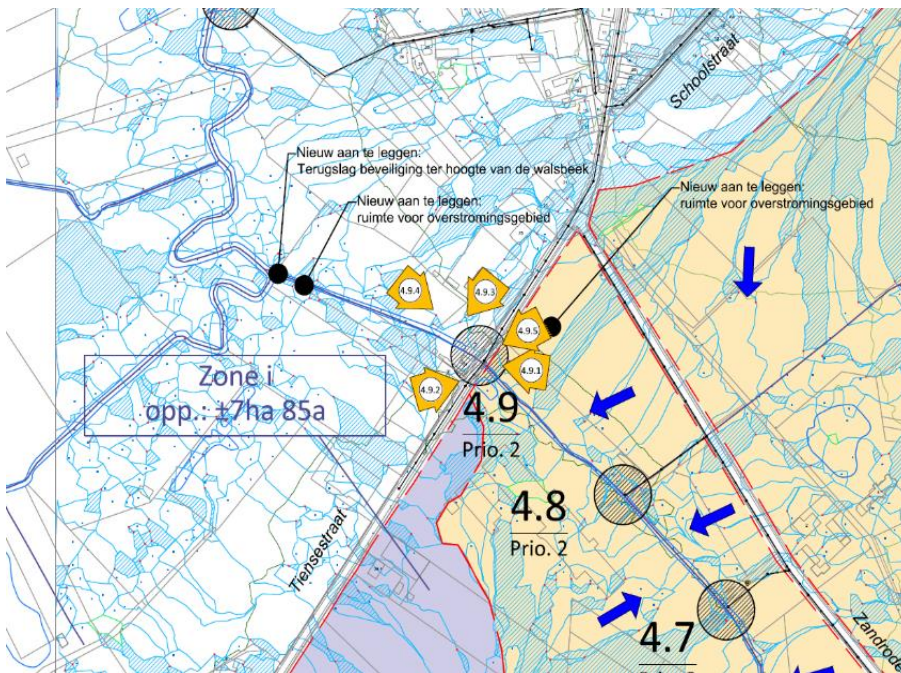 Schoolstraat
Nieuw aan te leggen:
Terugslag beveiliging ter hoogte van de walsbeek
Nieuw aan te leggen:
ruimte voor overstromingsgebied
Nieuw aan te leggen:
ruimte voor overstromingsgebied
4.9.4
4.9.3
4.9.5
4.9.1
4.9.2
Zone i
opp.: ±7ha 85a
4.9
Prio. 2
4.8
Prio. 2
Tiensestraat
4.7
Zandrode